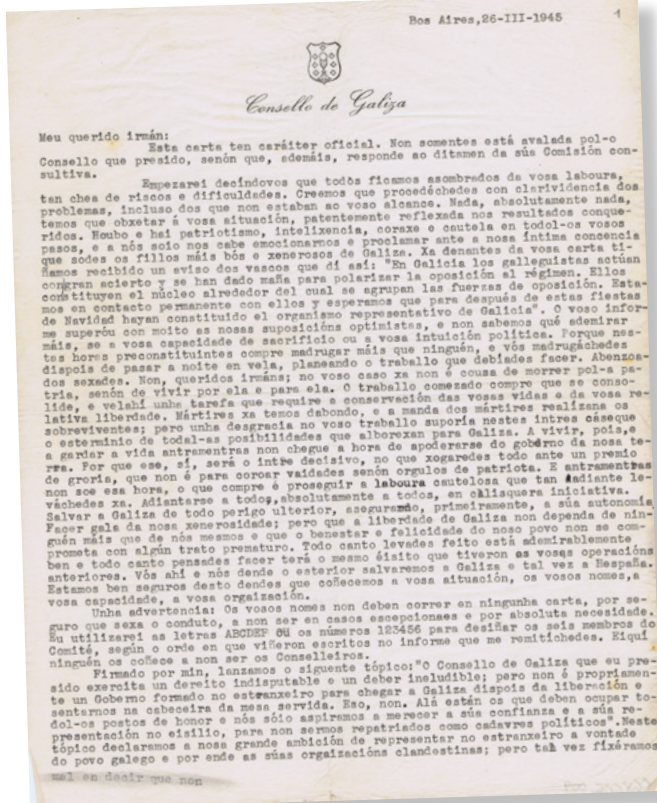 Bos Aires,26-III-1945
1
Consello de Galiza
Meu querido irmán:
Esta carta ten caráiter oficial. Non somentes está avalada pol-o
Consello que presido, senón que, ademáis, responde ao ditamen da súa Comisión con-
sultiva.
Empezarei decíndovos que todos ficamos asombrados da vosa laboura,
tan chea de riscos e dificuldades. Creemos que procedéchedes con clarividencia dos
problemas, incluso dos que non estaban ao voso alcance. Nada, absolutamente nada,
temos que obxetar á vosa aituación, patentemente reflexada nos resultados conque-
ridos. Houbo e hai patriotismo, intelixencia, coraxe e cautela en todol-os vosos
pasos, e a nós soio nos cabe emocionarnos e proclamar ante a nosa íntima concencia
que sodes os fillos máis bós e xenerosos de Galiza. Xa denantes da vosa carta ti-
ñamos recibido un aviso dos vascos que di asi: "En Galicia los galleguistas actúan
congran acierto y se han dado maña para polarizar la oposición al régimen. Ellos
constituyen el núcleo alrededor del cual se agrupan las fuerzas de oposición. Esta-
mos en contacto permanente con ellos y esperamos que para después de estas fiestas
de Navidad hayan constituido el organismo representativo de Galicia". O voso infor-
me superóu con moito as nosas suposicións optimistas, e non sabemos qué ademirar
máis, se a vosa capacidade de sacrificio ou a vosa intuición política. Porque nes-
tes hores preconstituintes compre madrugar máis que ninguén, e vós madrugáchedes
dispois de pasar a noite en vela, planeando o traballo que debiades facer. Abenzoa-
dos sexades. Non, queridos irmáns; no voso caso xa non é cousa de morrer pol-a pa-
tria, senón de vivir por ela e para ela. O traballo comezado compre que se conso-
lide, e velahí unha tarefa que require a conservación das vosas vidas e da vosa re-
lativa liberdade. Mártires xa temos dabondo, e a manda dos mártires realizana os
sobreviventes; pero unha desgracia no voso traballo suporía nestes intres cáseque
o esterminio de todal-as posibilidades que alborexan para Galiza. A vivir, pois,e
a gardar a vida antramentras non chegue a hora de apoderarse do gobérno da nosa te-
rra. Por que ese, sí, será o intre decisivo, no que xogaredes todo ante un premio
de groria, que non é para coroar vaidades senón orgulos de patriota. E antramentras
non soe esa hora, o que compre é proseguir a laboura cautelosa que tan adiante le-
váchedes xa. Adiantarse a todos,absolutamente a todos, en calisquera iniciativa.
Salvar a Galiza de todo perigo ulterior, asegurando, primeiramente, a súa autonomía
Facer gala da nosa xenerosidade; pero que a liberdade de Galiza non dependa de nin-
guén máis que de nós mesmos e que o benestar e felicidade do noso povo non se com-
prometa con algún trato prematuro. Todo canto levades feito está ademirablemente
ben e todo canto pensades facer terá o mesmo éisito que tiveron as vosas operacións
anteriores. Vós ahí e nós dende o esterior salvaremos a Galiza e tal vez a Hespaña.
Estamos ben seguros desto dendes que coñecemos a vosa aituación, os vosos nomes,a
vosa capacidade, a vosa orgaización.
Unha advertencia: Os vosos nomes non deben correr en ningunha carta, por se-
guro que sexa o conduto, a non ser en casos escepcionaes e por absoluta necesidade.
Eu utilizarei as letras ABCDEF ou os números 123456 para desiñar os seis membros do
Comité, según o orde en que viñeron escritos no informe que me remitichedes. Eiquí
ninguén os coñece a non ser os Conselleiros.
Firmado por min, lanzamos o siguente tópico:"O Consello de Galiza que eu pre-
sido exercita un dereito indisputable e un deber ineludible; pero non é propriamen-
te un Goberno formado no estranxeiro para chegar a Galiza dispois da liberación e
sentarnos na cabeceira da mesa servida. Eso, non. Alá están os que deben ocupar to-
dol-os postos de honor e nós sóio aspiramos a merecer a súa confianza e a súa re-
presentación no eisilio, para non sermos repatriados como cadavres políticos".Neste
tópico declaramos a nosa grande ambición de representar no estranxeiro a vontade
do povo galego e por ende as súas orgaizacións clandestinas; pero tal vez fixéramos
mal en decir que non